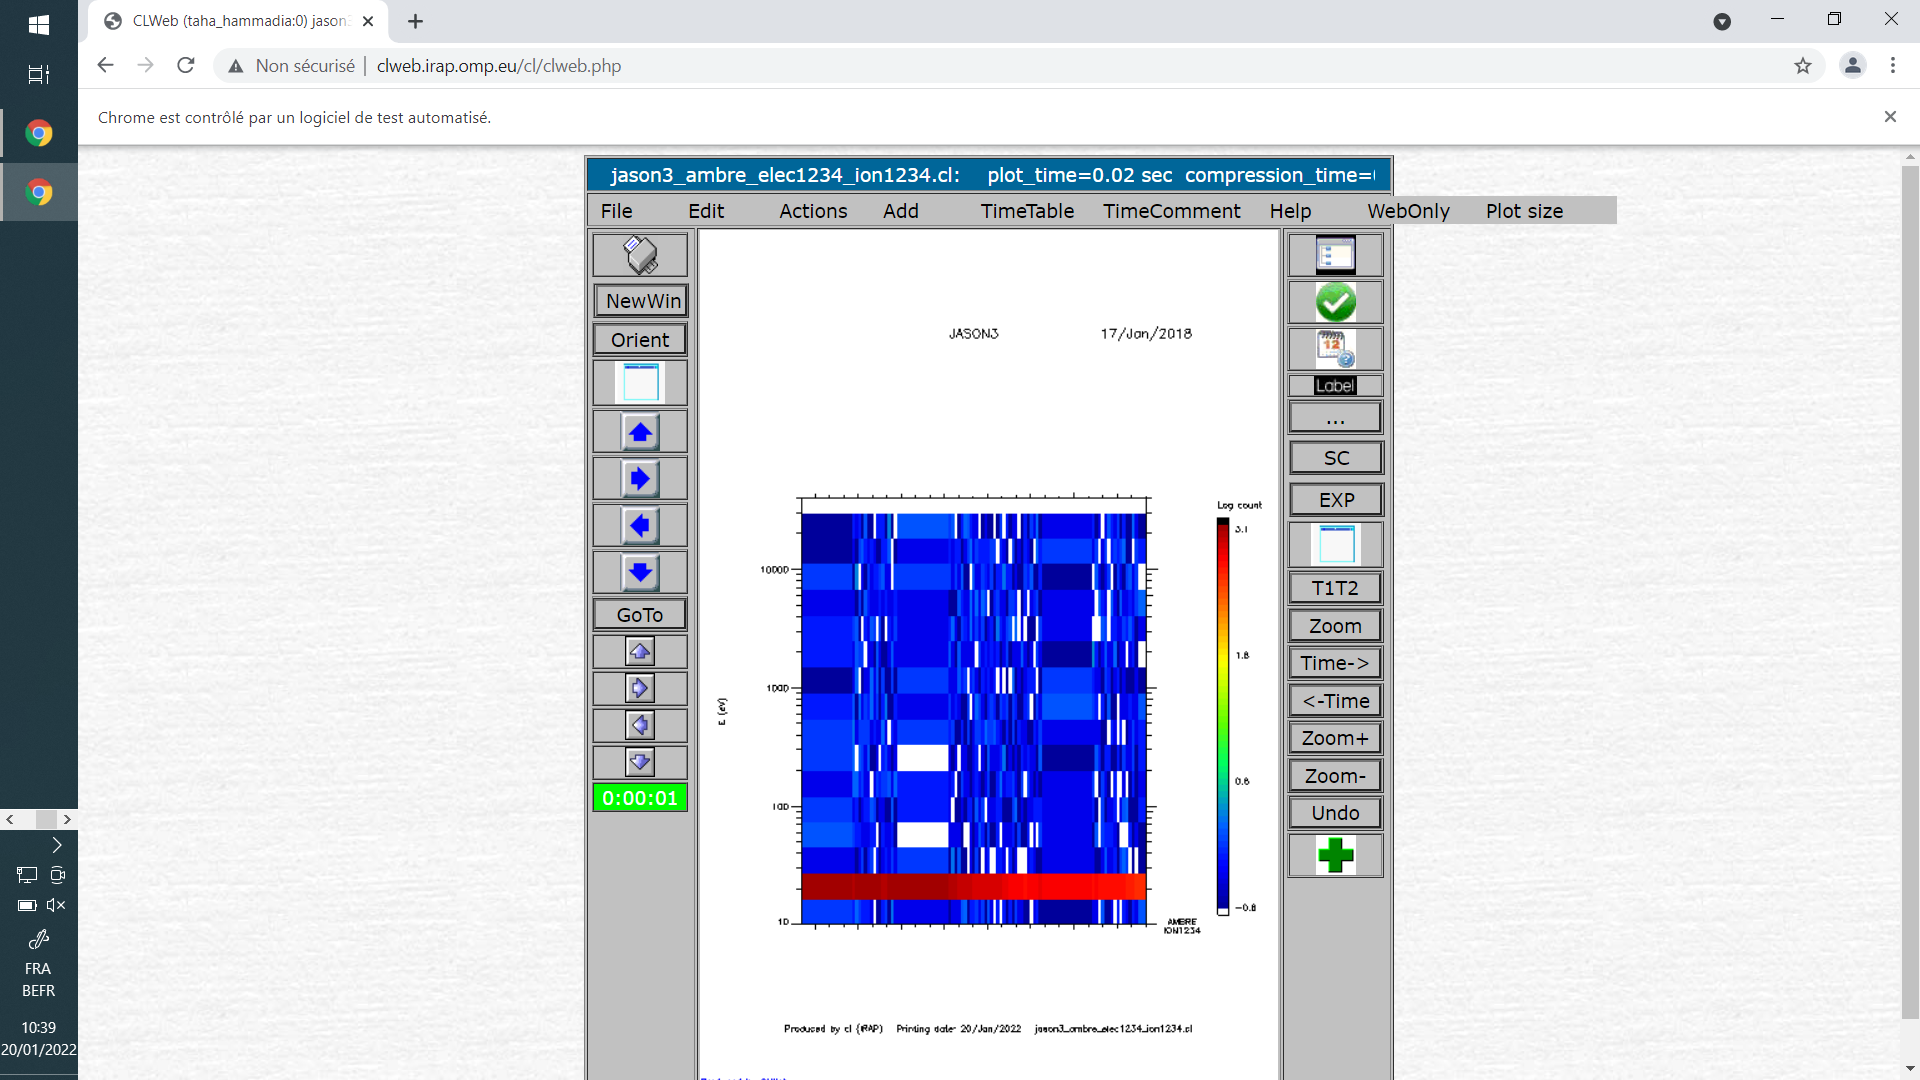 CLWeb (taha_hammadia:0) jason3
Non sécurisé | clweb.irap.omp.eu/cl/clweb.php
Chrome est contrôlé par un logiciel de test automatisé.
jason3_ambre_elec1234_ion1234.cl: plot_time=0.02 sec compression_time=
File Edit Actions Add TimeTable TimeComment Help WebOnly Plot size
NewWin
Orient
GoTo
0:00:01
JASON3 17/Jan/2018
Log count
3.1
1.8
0.6
-0.8
10000
1000
100
10
E (eV)
AMBRE
ION1234
Produced by cl (IRAP) Printing date: 20/Jan/2022 jason3_ambre_elec1234_ion1234.cl
12
Label
...
SC
EXP
T1T2
Zoom
Time->
<-Time
Zoom+
Zoom-
Undo
FRA
BEFR
10:39
20/01/2022